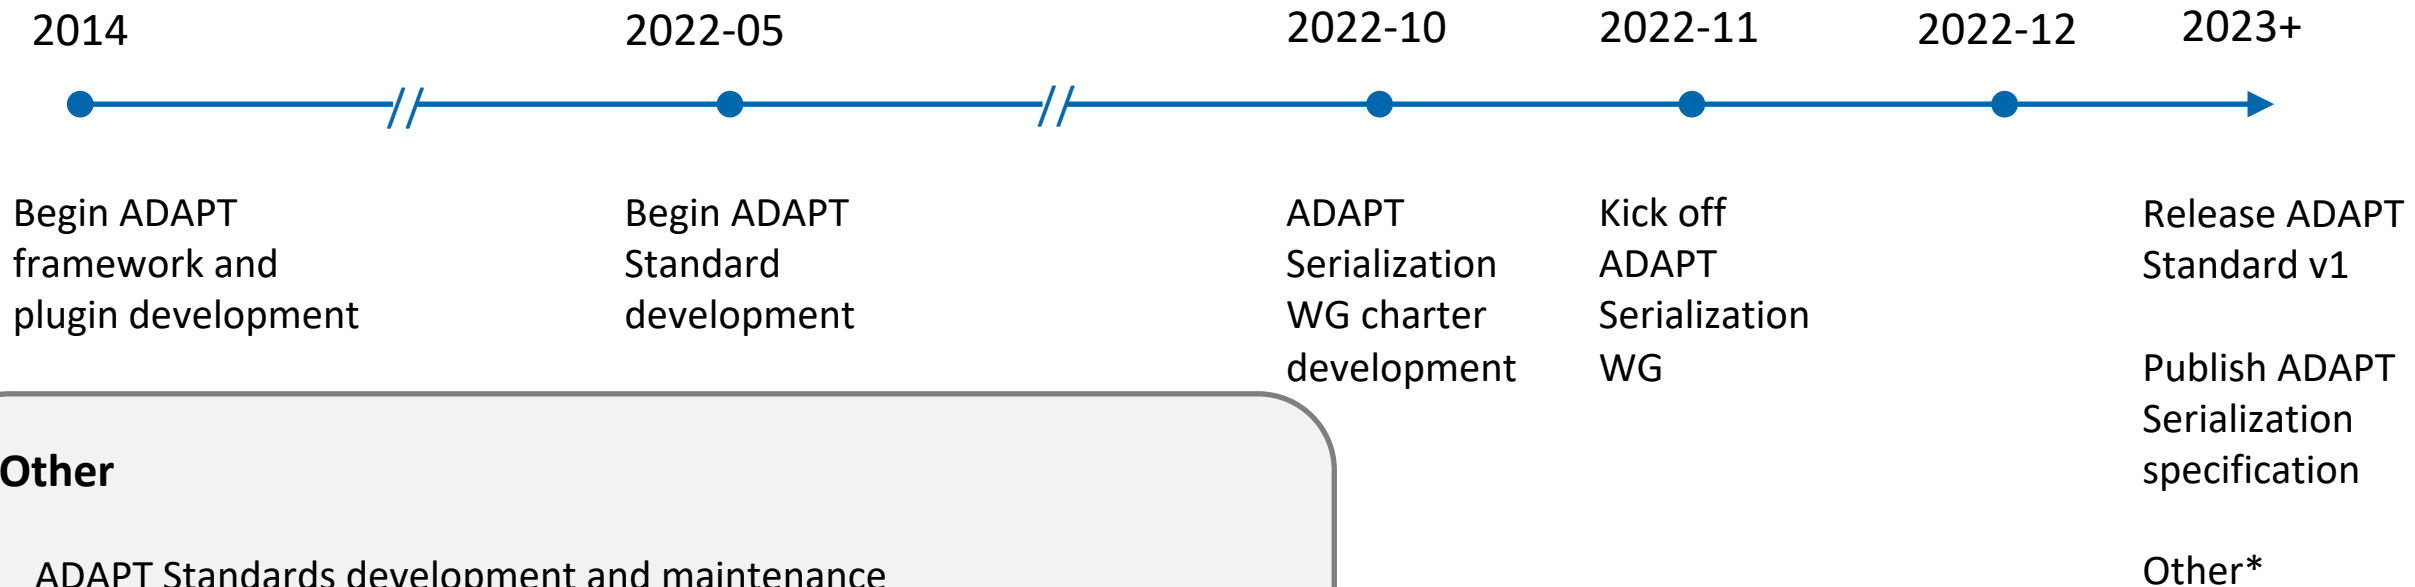 2014
2022-05
2022-10
2022-11
2022-12
2023+
Begin ADAPT
framework and
plugin development
Begin ADAPT
Standard
development
ADAPT
Serialization
WG charter
development
Kick off
ADAPT
Serialization
WG
Release ADAPT
Standard v1
Publish ADAPT
Serialization
specification
Other*
Other
ADAPT Standards development and maintenance